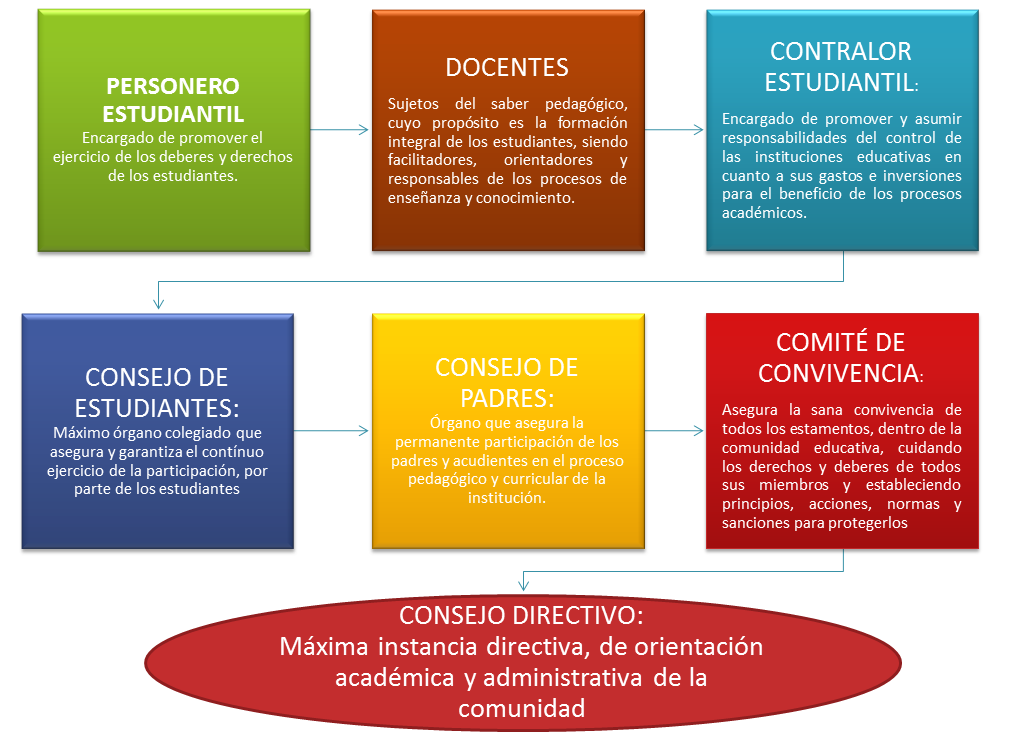 PERSONERO
ESTUDIANTIL
Encargado de promover el
ejercicio de los deberes y derechos
de los estudiantes.
DOCENTES
Sujetos del saber pedagógico,
cuyo propósito es la formación
integral de los estudiantes, siendo
facilitadores, orientadores y
responsables de los procesos de
enseñanza y conocimiento.
CONTRALOR
ESTUDIANTIL:
Encargado de promover y asumir
responsabilidades del control de
las instituciones educativas en
cuanto a sus gastos e inversiones
para el beneficio de los procesos
académicos.
CONSEJO DE
ESTUDIANTES:
Máximo órgano colegiado que
asegura y garantiza el contínuo
ejercicio de la participación, por
parte de los estudiantes
CONSEJO DE
PADRES:
Órgano que asegura la
permanente participación de los
padres y acudientes en el proceso
pedagógico y curricular de la
institución.
COMITÉ DE
CONVIVENCIA:
Asegura la sana convivencia de
todos los estamentos, dentro de la
comunidad educativa, cuidando
los derechos y deberes de todos
sus miembros y estableciendo
principios, acciones, normas y
sanciones para protegerlos
CONSEJO DIRECTIVO:
Máxima instancia directiva, de orientación
académica y administrativa de la
comunidad